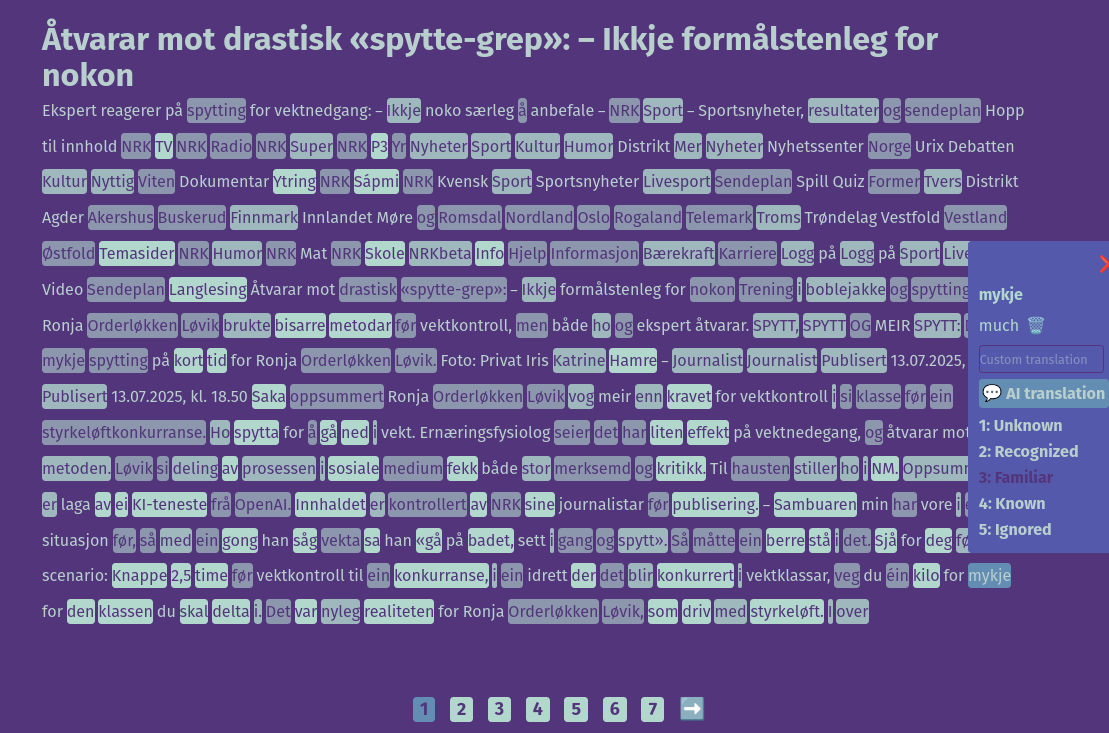 Åtvarar mot drastisk «spytte-grep»: – Ikkje formålstenleg for
nokon
Ekspert reagerer på spytting for vektnedgang: – Ikkje noko særleg å anbefale – NRK Sport – Sportsnyheter, resultater og sendeplan Hopp
til innhold NRK TV NRK Radio NRK Super NRK P3 Yr Nyheter Sport Kultur Humor Distrikt Mer Nyheter Nyhetssenter Norge Urix Debatten
Kultur Nyttig Viten Dokumentar Ytring NRK Sápmi NRK Kvensk Sport Sportsnyheter Livesport Sendeplan Spill Quiz Former Tvers Distrikt
Agder Akershus Buskerud Finnmark Innlandet Møre og Romsdal Nordland Oslo Rogaland Telemark Troms Trøndelag Vestfold Vestland
Østfold Temasider NRK Humor NRK Mat NRK Skole NRKbeta Info Hjelp Informasjon Bærekraft Karriere Logg på Logg på Sport Live
Video Sendeplan Langlesing Åtvarar mot drastisk «spytte-grep»: – Ikkje formålstenleg for nokon Trening i boblejakke og spytting
Ronja Orderløkken Løvik brukte bisarre metodar før vektkontroll, men både ho og ekspert åtvarar. SPYTT, SPYTT OG MEIR SPYTT:
mykje spytting på kort tid for Ronja Orderløkken Løvik. Foto: Privat Iris Katrine Hamre – Journalist Journalist Publisert 13.07.2025,
Publisert 13.07.2025, kl. 18.50 Saka oppsummert Ronja Orderløkken Løvik vog meir enn kravet for vektkontroll i si klasse før ein
styrkeløftkonkurranse. Ho spytta for å gå ned i vekt. Ernæringsfysiolog seier det har liten effekt på vektnedegang, og åtvarar mot
metoden. Løvik si deling av prosessen i sosiale medium fekk både stor merksemd og kritikk. Til hausten stiller ho i NM. Oppsumm
er laga av ei KI-teneste frå OpenAI. Innhaldet er kontrollert av NRK sine journalistar før publisering. – Sambuaren min har vore i
situasjon før, så med ein gong han såg vekta sa han «gå på badet, sett i gang og spytt». Så måtte ein berre stå i det. Sjå for deg
scenario: Knappe 2,5 time før vektkontroll til ein konkurranse, i ein idrett der det blir konkurrert i vektklassar, veg du éin kilo for mykje
for den klassen du skal delta i. Det var nyleg realiteten for Ronja Orderløkken Løvik, som driv med styrkeløft. I over
mykje
much
Custom translation
AI translation
1: Unknown
2: Recognized
3: Familiar
4: Known
5: Ignored
1 2 3 4 5 6 7